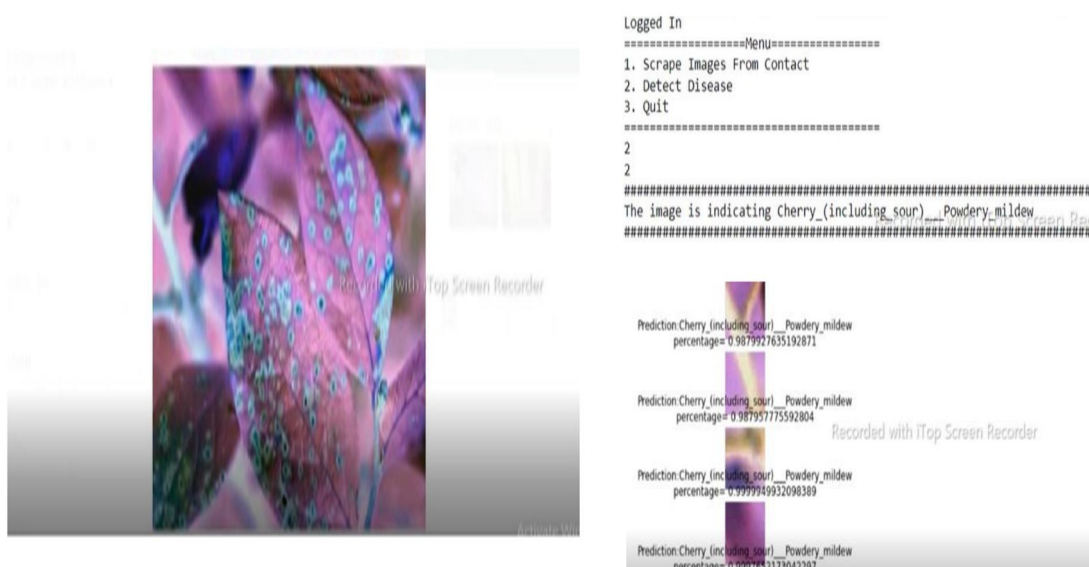 Recorded with iTop Screen Recorder
Logged In
===================Menu=================
1. Scrape Images From Contact
2. Detect Disease
3. Quit
========================================
2
2
The image is indicating Cherry_(including_sour)___Powdery_mildew
Prediction:Cherry_(including_sour)___Powdery_mildew
percentage= 0.9879927635192871
Prediction:Cherry_(including_sour)___Powdery_mildew
percentage= 0.987957775592804
Recorded with iTop Screen Recorder
Prediction:Cherry_(including_sour)___Powdery_mildew
percentage= 0.9999949932098389
Prediction:Cherry_(including_sour)___Powdery_mildew
Activate